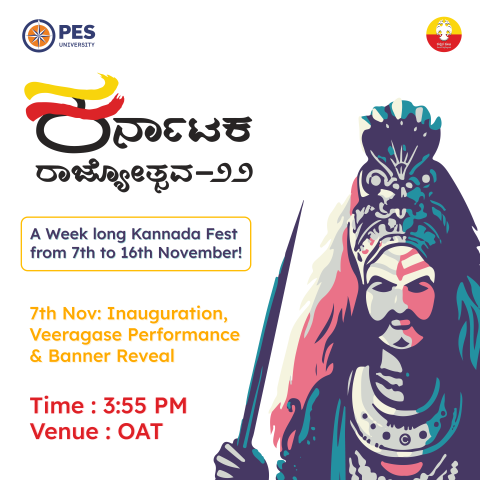 PES
UNIVERSITY
ಕರ್ನಾಟಕ
ರಾಜ್ಯೋತ್ಸವ-೨೨
A Week long Kannada Fest
from 7th to 16th November!
7th Nov: Inauguration,
Veeragase Performance
& Banner Reveal
Time : 3:55 PM
Venue : OAT